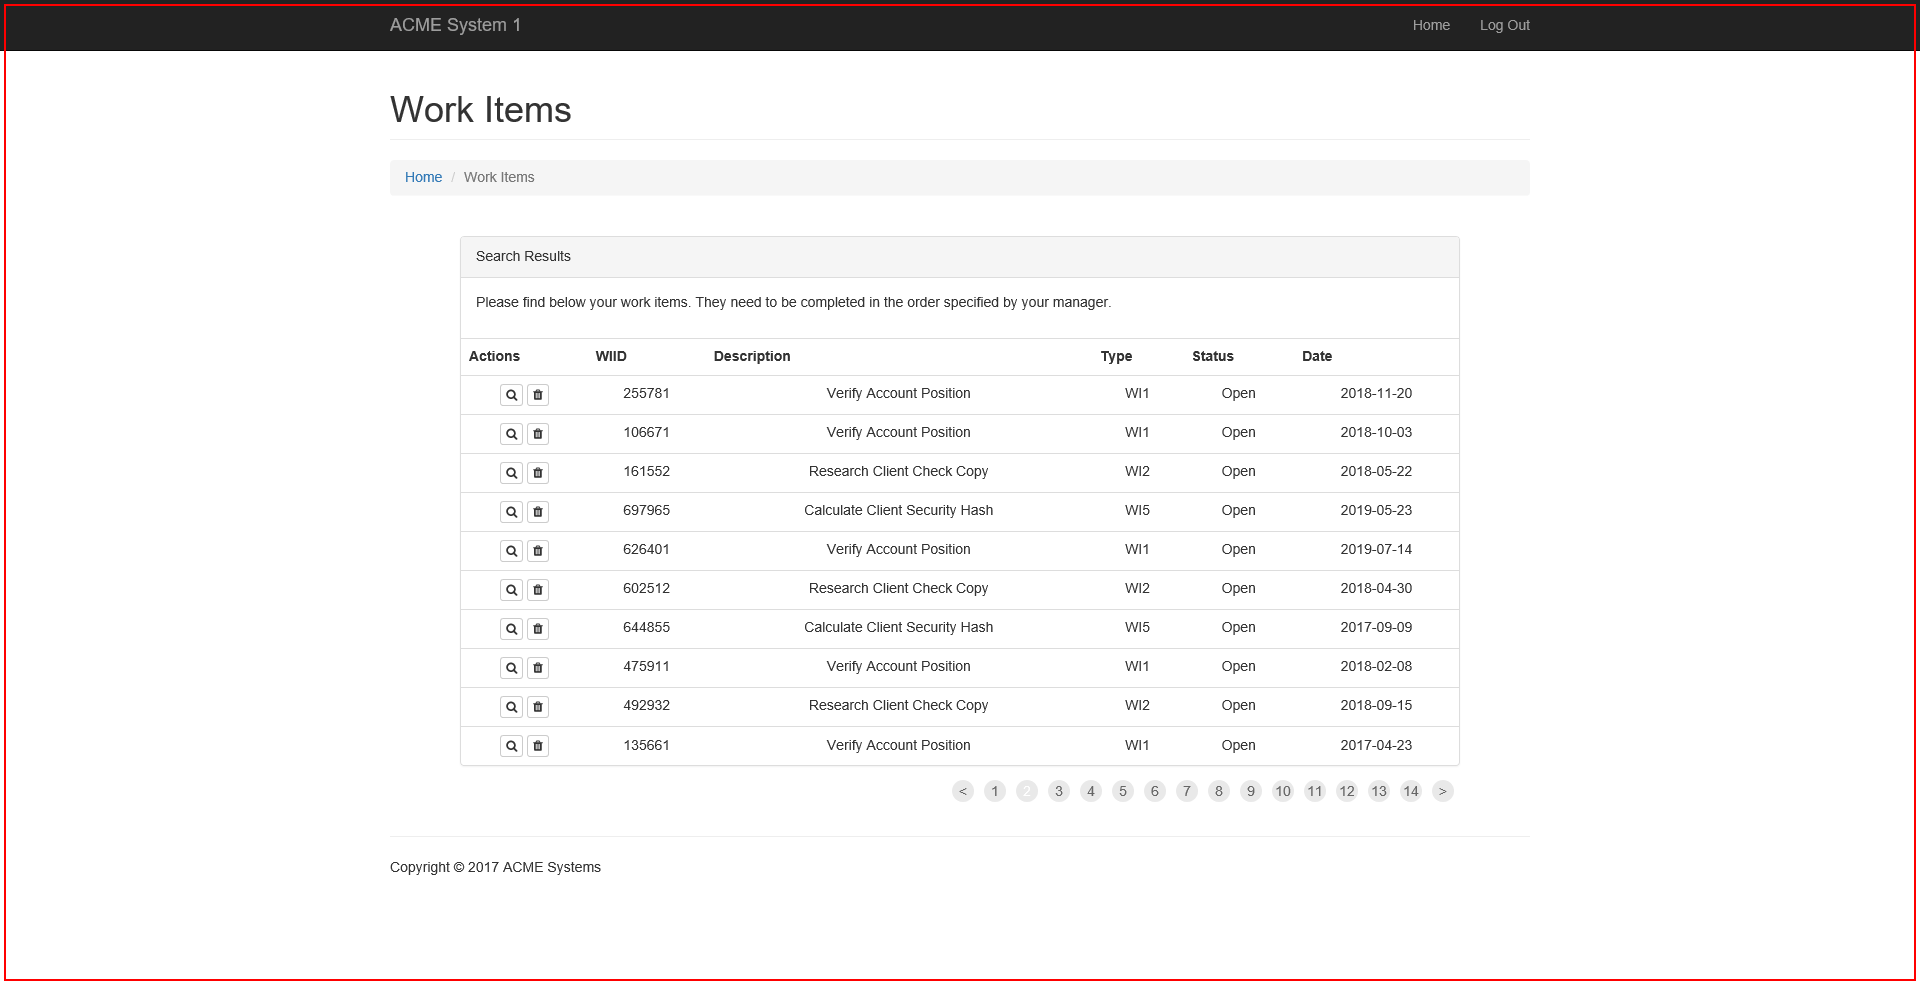 ACME System 1 Home Log Out
Work Items
Home / Work Items
Search Results
Please find below your work items. They need to be completed in the order specified by your manager.
Actions WIID Description Type Status Date
255781 Verify Account Position WI1 Open 2018-11-20
106671 Verify Account Position WI1 Open 2018-10-03
161552 Research Client Check Copy WI2 Open 2018-05-22
697965 Calculate Client Security Hash WI5 Open 2019-05-23
626401 Verify Account Position WI1 Open 2019-07-14
602512 Research Client Check Copy WI2 Open 2018-04-30
644855 Calculate Client Security Hash WI5 Open 2017-09-09
475911 Verify Account Position WI1 Open 2018-02-08
492932 Research Client Check Copy WI2 Open 2018-09-15
135661 Verify Account Position WI1 Open 2017-04-23
< 1 2 3 4 5 6 7 8 9 10 11 12 13 14 >
Copyright © 2017 ACME Systems